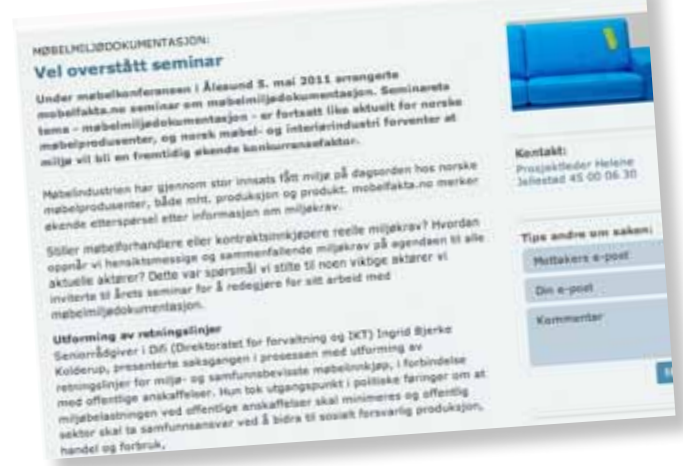 MØBELMILJØDOKUMENTASJON:
Vel overstått seminar
Under møbelkonferansen i Ålesund 5. mai 2011 arrangerte
mobelfakta.no seminar om møbelmiljødokumentasjon. Seminarets
tema - møbelmiljødokumentasjon - er fortsatt like aktuelt for norske
møbelprodusenter, og norsk møbel- og interiørindustri forventer at
miljø vil bli en fremtidig økende konkurransefaktor.
Møbelindustrien har gjennom stor innsats fått miljø på dagsorden hos norske
møbelprodusenter, både mht. produksjon og produkt. mobelfakta.no merker
økende etterspørsel etter informasjon om miljøkrav.
Stiller møbelforhandlere eller kontraktsinnkjøpere reelle miljøkrav? Hvordan
oppnår vi hensiktsmessige og sammenfallende miljøkrav på agendaen til alle
aktuelle aktører? Dette var spørsmål vi stilte til noen viktige aktører vi
inviterte til årets seminar for å redegjøre for sitt arbeid med
møbelmiljødokumentasjon.
Utforming av retningslinjer
Seniorrådgiver i Difi (Direktoratet for forvaltning og IKT) Ingrid Bjerke
Kolderup, presenterte saksgangen i prosessen med utforming av
retningslinjer for miljø- og samfunnsbevisste møbelinnkjøp, i forbindelse
med offentlige anskaffelser. Hun tok utgangspunkt i politiske føringer om at
miljøbelastningen ved offentlige anskaffelser skal minimeres og offentlig
sektor skal ta samfunnsansvar ved å bidra til sosialt forsvarlig produksjon,
handel og forbruk,
Kontakt:
Prosjektleder Helene
Jellestad 45 00 06 30
Tips andre om saken:
Mottakers e-post
Din e-post
Kommentar